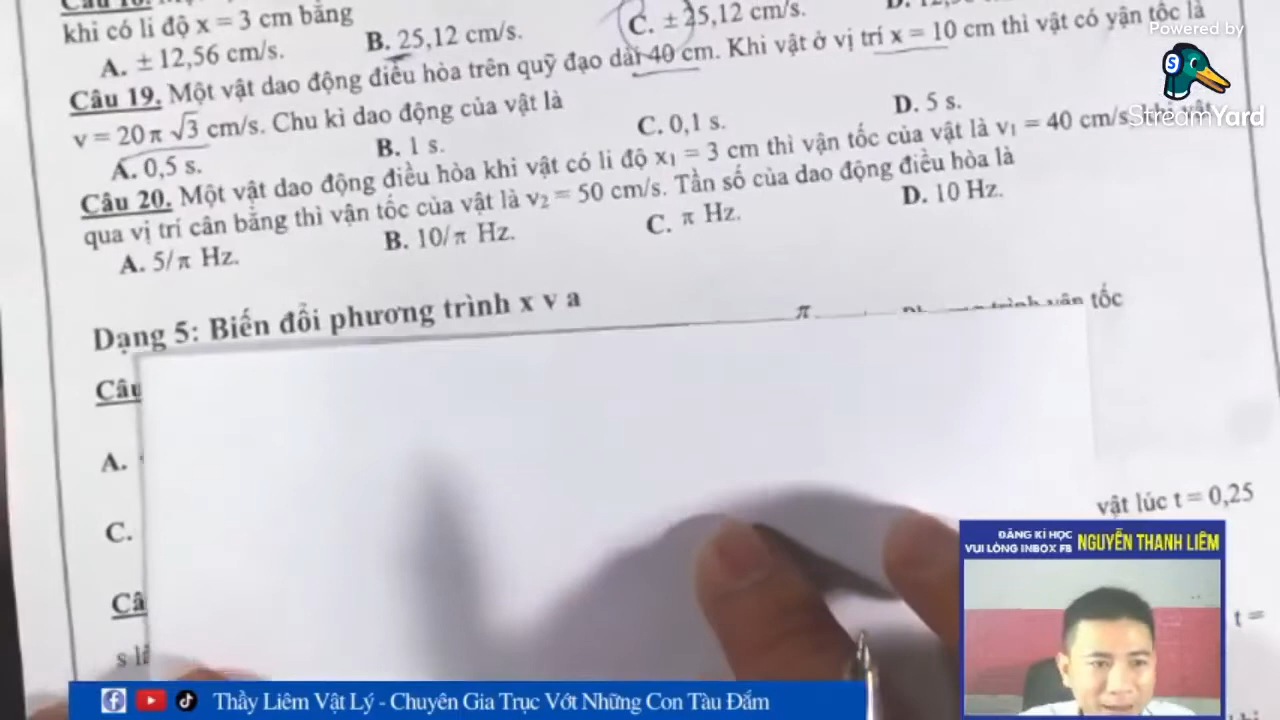 khi có li độ x = 3 cm bằng
A. ± 12,56 cm/s. B. 25,12 cm/s. C. ± 25,12 cm/s.
Câu 19. Một vật dao động điều hòa trên quỹ đạo dài 40 cm. Khi vật ở vị trí x = 10 cm thì vật có vận tốc là
v = 20π√3 cm/s. Chu kì dao động của vật là
A. 0,5 s. B. 1 s. C. 0,1 s. D. 5 s.
Câu 20. Một vật dao động điều hòa khi vật có li độ x₁ = 3 cm thì vận tốc của vật là v₁ = 40 cm/s
qua vị trí cân bằng thì vận tốc của vật là v₂ = 50 cm/s. Tần số của dao động điều hòa là
A. 5/π Hz. B. 10/π Hz. C. π Hz. D. 10 Hz.
Dạng 5: Biến đổi phương trình x v a
π tốc
Câu
A.
C. vật lúc t = 0,25
t =
Powered by
StreamYard
ĐĂNG KÍ HỌC
VUI LÒNG INBOX FB NGUYỄN THANH LIÊM
Thầy Liêm Vật Lý - Chuyên Gia Trục Vớt Những Con Tàu Đắm